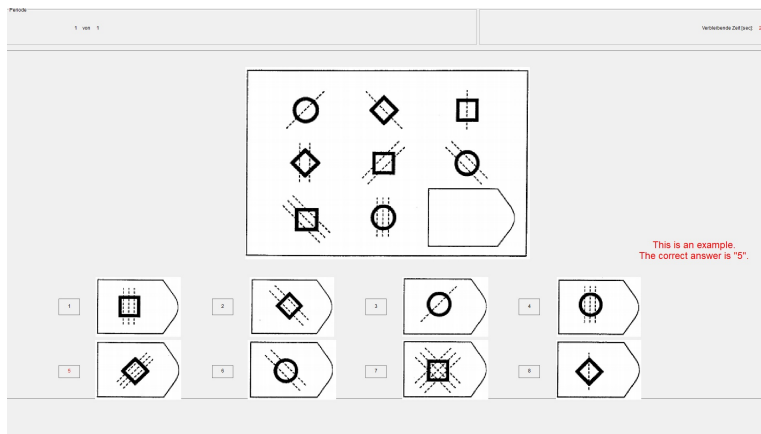 Periode
1 von 1
Verbleibende Zeit [sec]: 2
This is an example.
The correct answer is "5".
1
2
3
4
5
6
7
8